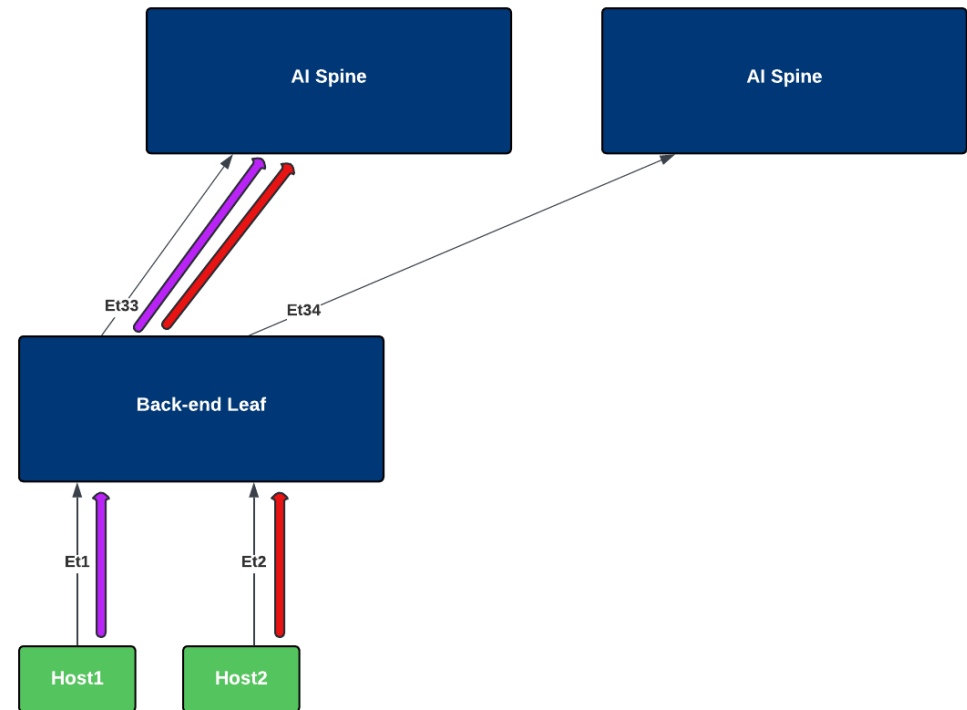 AI Spine
AI Spine
Et33
Et34
Back-end Leaf
Et1
Et2
Host1
Host2